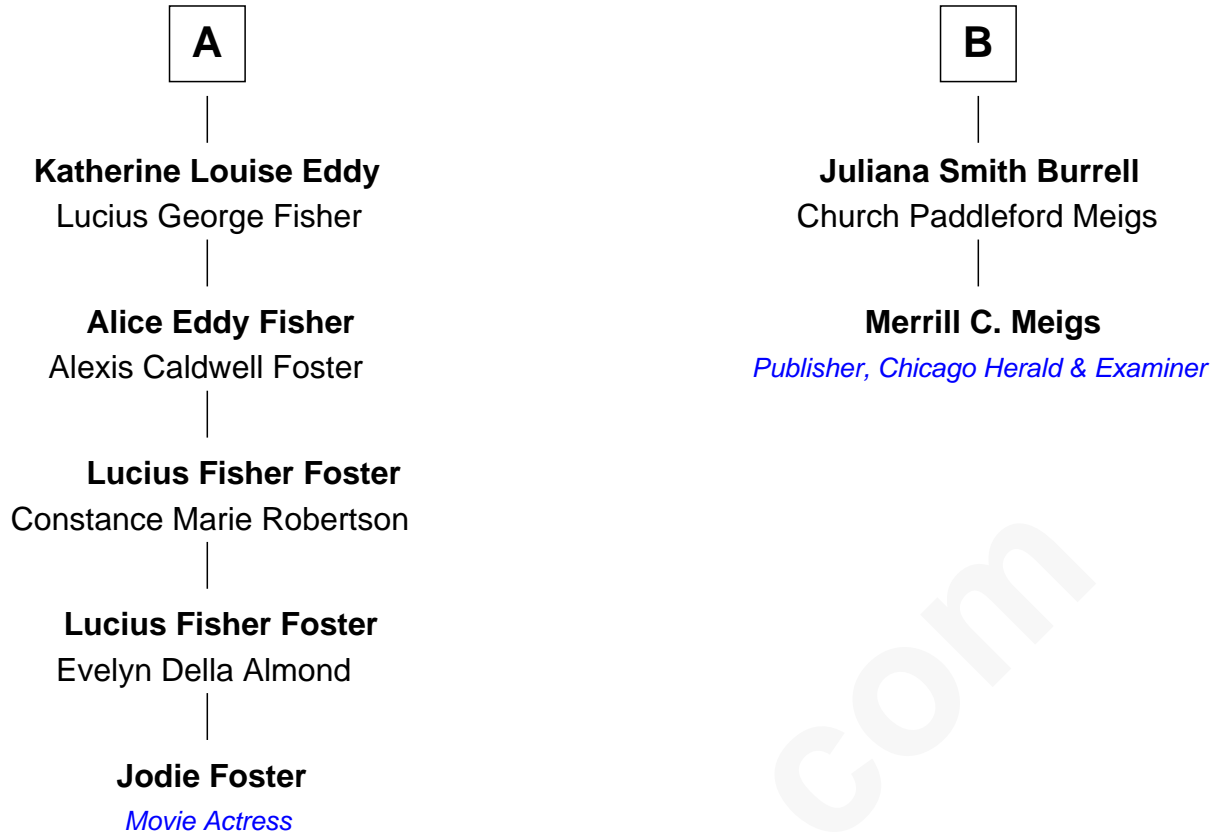 A
B
Katherine Louise Eddy
Lucius George Fisher
Juliana Smith Burrell
Church Paddleford Meigs
Alice Eddy Fisher
Alexis Caldwell Foster
Merrill C. Meigs
Publisher, Chicago Herald & Examiner
Lucius Fisher Foster
Constance Marie Robertson
Lucius Fisher Foster
Evelyn Della Almond
Jodie Foster
Movie Actress
com